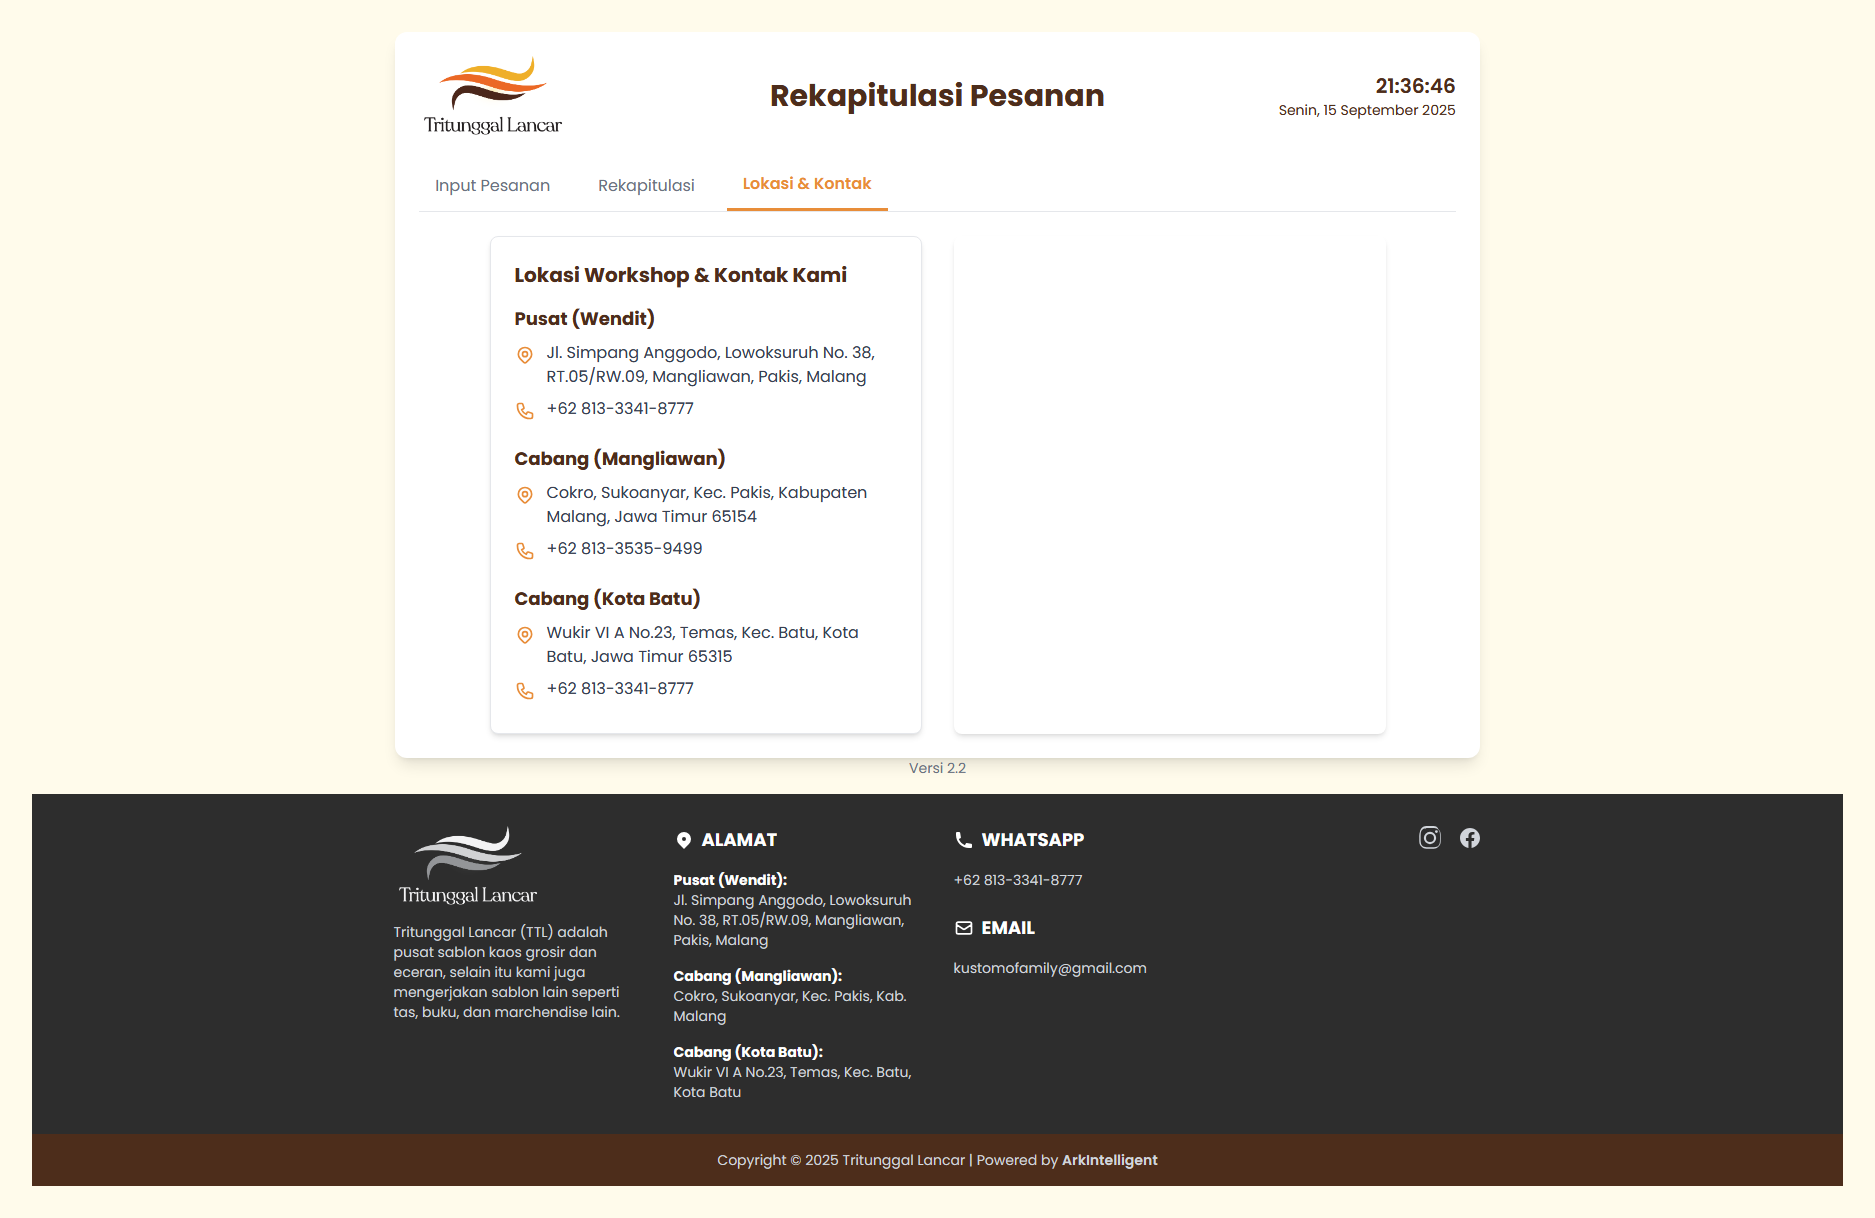 Tritunggal Lancar
Rekapitulasi Pesanan
21:36:46
Senin, 15 September 2025
Input Pesanan
Rekapitulasi
Lokasi & Kontak
Lokasi Workshop & Kontak Kami
Pusat (Wendit)
Jl. Simpang Anggodo, Lowoksuruh No. 38,
RT.05/RW.09, Mangliawan, Pakis, Malang
+62 813-3341-8777
Cabang (Mangliawan)
Cokro, Sukoanyar, Kec. Pakis, Kabupaten
Malang, Jawa Timur 65154
+62 813-3535-9499
Cabang (Kota Batu)
Wukir VI A No.23, Temas, Kec. Batu, Kota
Batu, Jawa Timur 65315
+62 813-3341-8777
Versi 2.2
Tritunggal Lancar
Tritunggal Lancar (TTL) adalah
pusat sablon kaos grosir dan
eceran, selain itu kami juga
mengerjakan sablon lain seperti
tas, buku, dan marchendise lain.
ALAMAT
Pusat (Wendit):
Jl. Simpang Anggodo, Lowoksuruh
No. 38, RT.05/RW.09, Mangliawan,
Pakis, Malang
Cabang (Mangliawan):
Cokro, Sukoanyar, Kec. Pakis, Kab.
Malang
Cabang (Kota Batu):
Wukir VI A No.23, Temas, Kec. Batu,
Kota Batu
WHATSAPP
+62 813-3341-8777
EMAIL
kustomofamily@gmail.com
Copyright © 2025 Tritunggal Lancar | Powered by ArkIntelligent